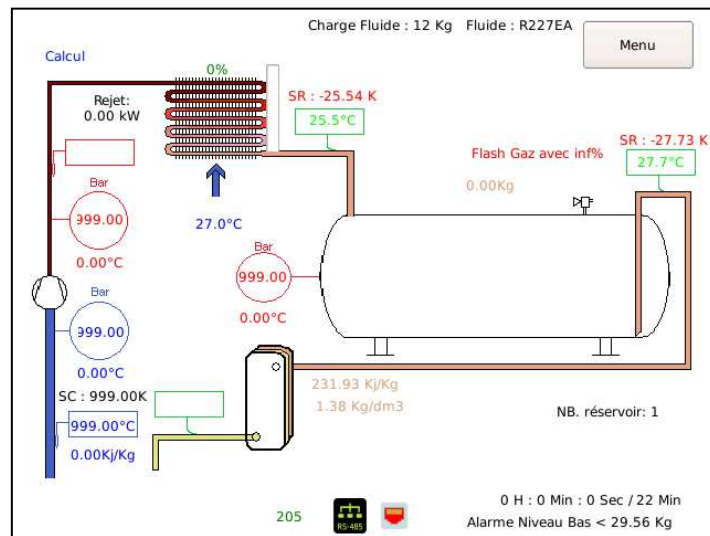 Charge Fluide : 12 Kg Fluide : R227EA
Menu
Calcul
0%
Rejet:
0.00 kW
SR : -25.54 K
25.5°C
SR : -27.73 K
27.7°C
Flash Gaz avec inf%
0.00Kg
Bar
999.00
0.00°C
27.0°C
Bar
999.00
0.00°C
Bar
999.00
0.00°C
SC : 999.00K
999.00°C
0.00Kj/Kg
231.93 Kj/Kg
1.38 Kg/dm3
NB. réservoir: 1
205
RS-485
0 H : 0 Min : 0 Sec / 22 Min
Alarme Niveau Bas < 29.56 Kg